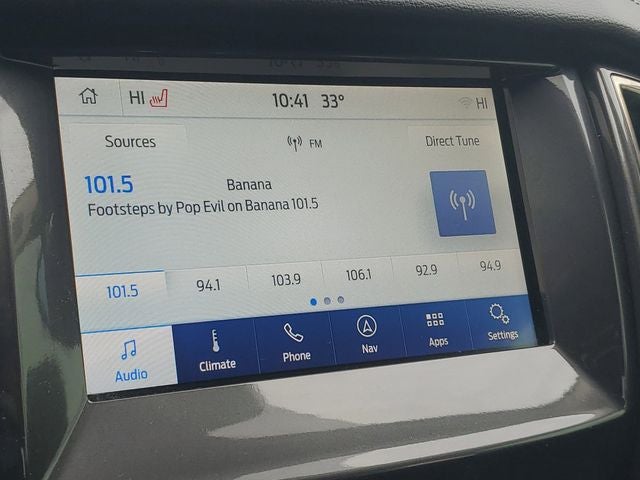 HI 10:41 33° HI
Sources FM Direct Tune
101.5 Banana
Footsteps by Pop Evil on Banana 101.5
101.5 94.1 103.9 106.1 92.9 94.9
Audio Climate Phone Nav Apps Settings